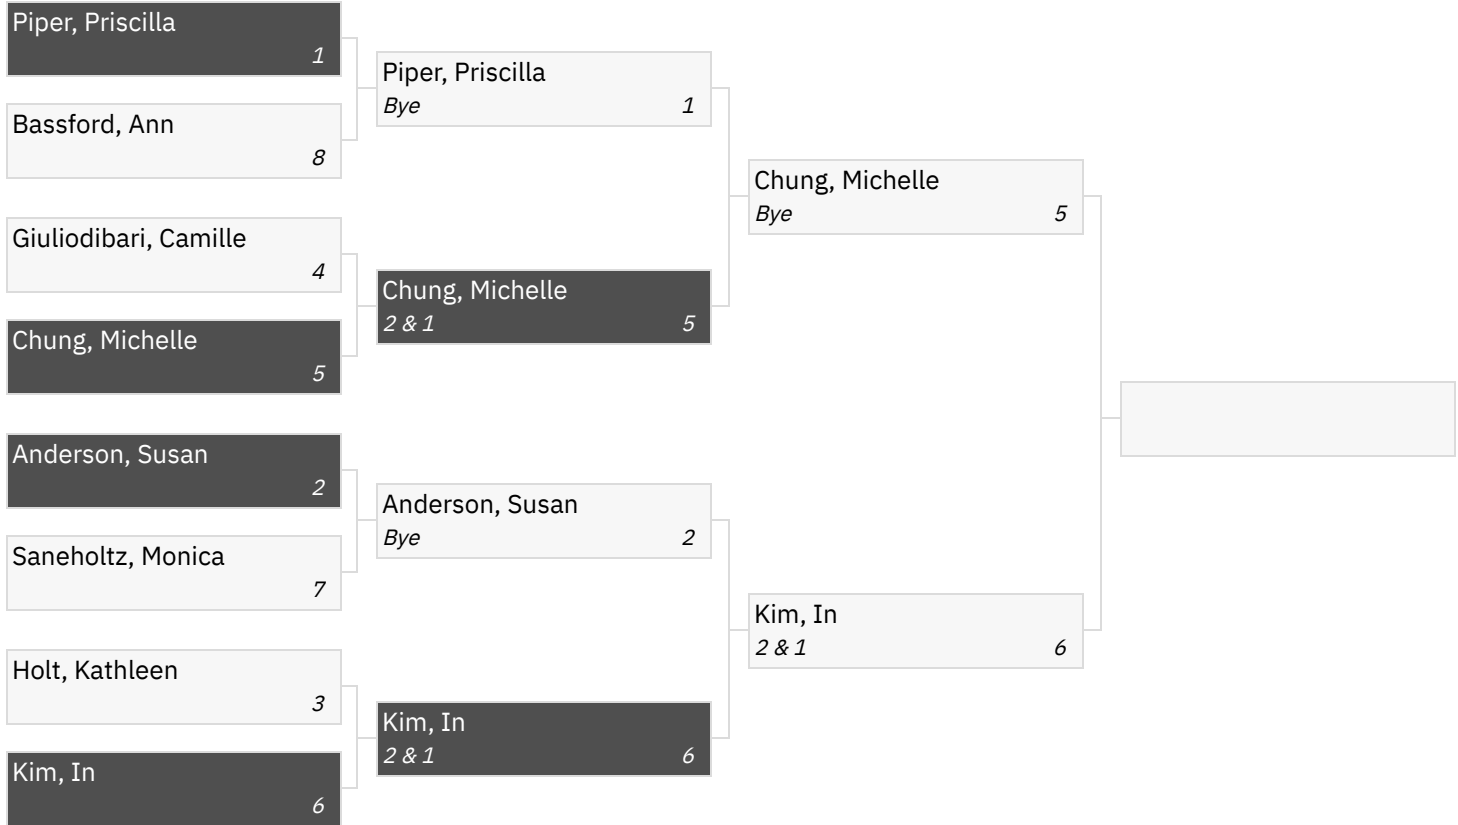 Piper, Priscilla
1
Bassford, Ann
8
Giuliodibari, Camille
4
Chung, Michelle
5
Anderson, Susan
2
Saneholtz, Monica
7
Holt, Kathleen
3
Kim, In
6
Piper, Priscilla
Bye 1
Chung, Michelle
2 & 1 5
Anderson, Susan
Bye 2
Kim, In
2 & 1 6
Chung, Michelle
Bye 5
Kim, In
2 & 1 6